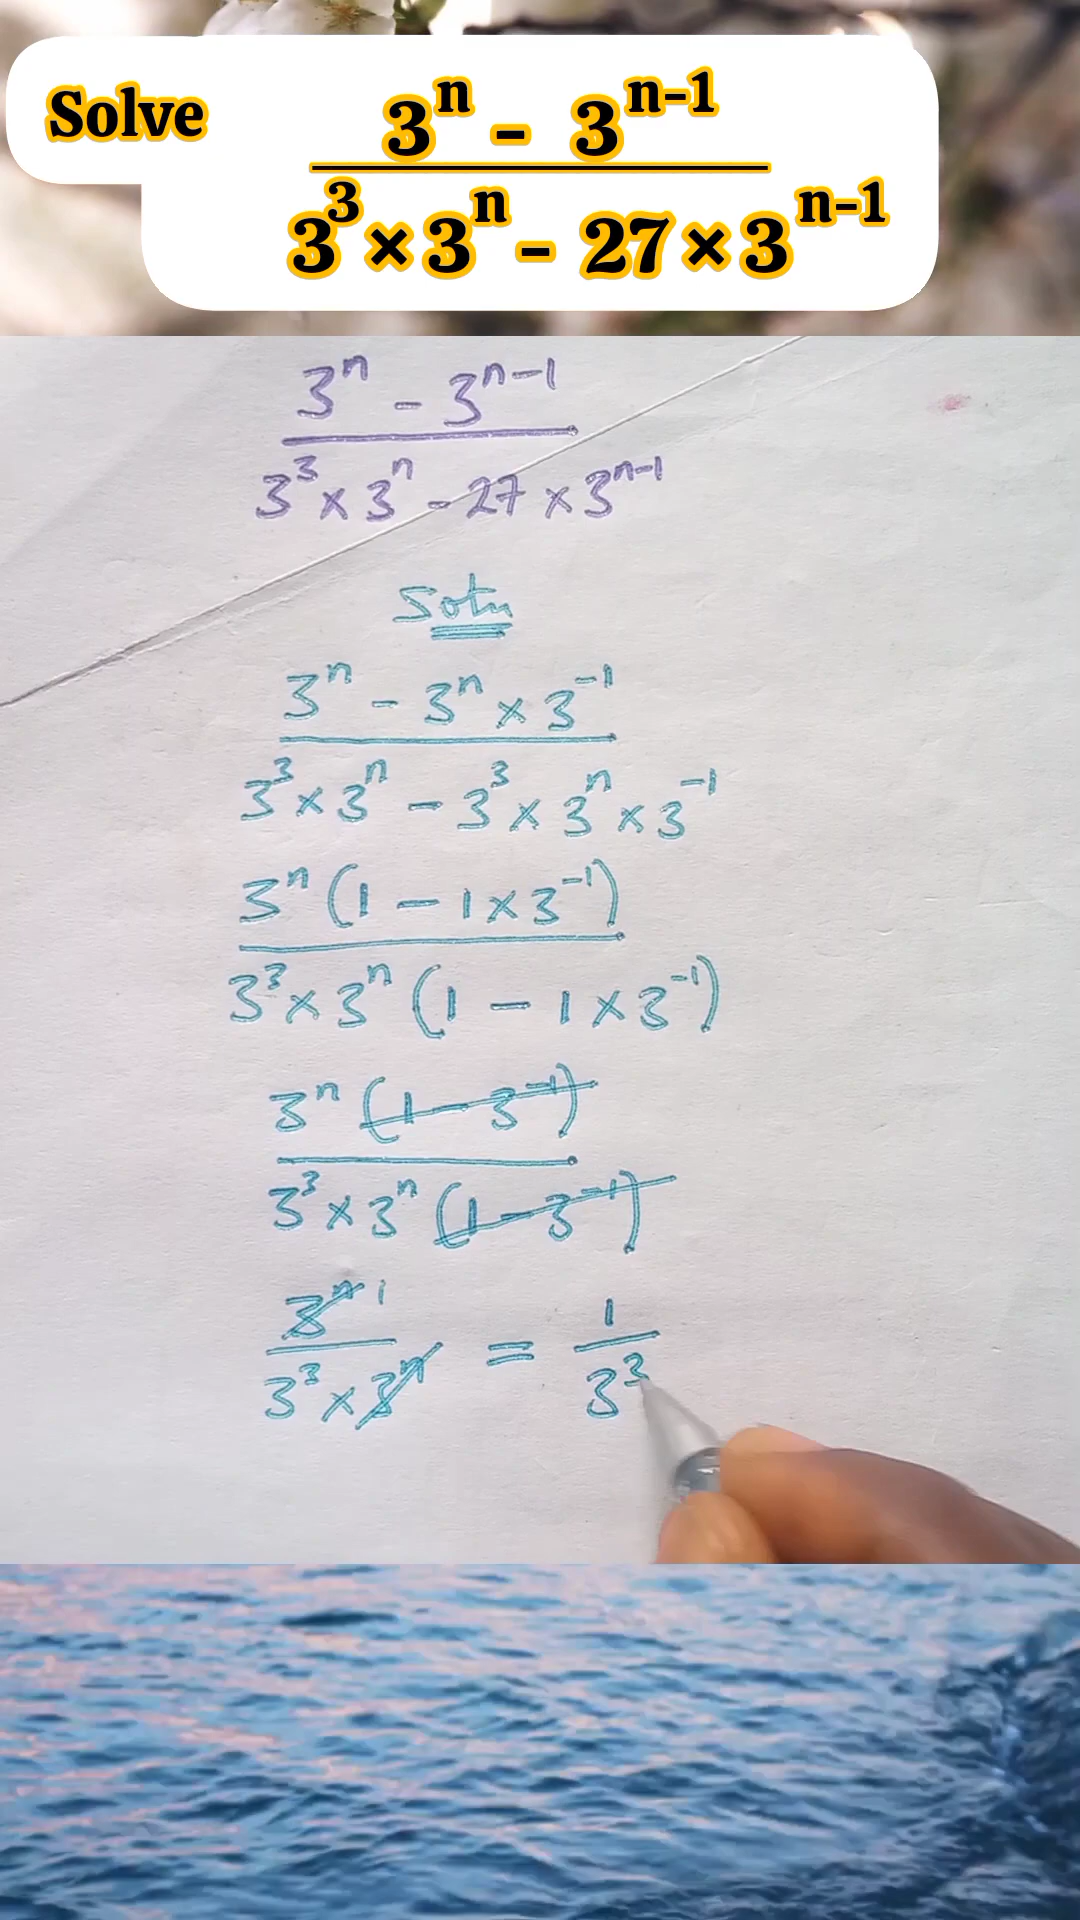 Solve
3^n - 3^(n-1)
3^3 × 3^n - 27 × 3^(n-1)
3^n - 3^(n-1)
3^3 × 3^n - 27 × 3^(n-1)
Soln
3^n - 3^n × 3^-1
3^3 × 3^n - 3^3 × 3^n × 3^-1
3^n (1 - 1 × 3^-1)
3^3 × 3^n (1 - 1 × 3^-1)
3^n (1 - 3^-1)
3^3 × 3^n (1 - 3^-1)
3^n 1 = 1
3^3 × 3^n 3^3